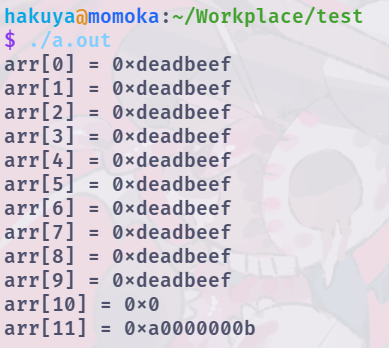 hakuya@momoka:~/Workplace/test
$ ./a.out
arr[0] = 0×deadbeef
arr[1] = 0×deadbeef
arr[2] = 0×deadbeef
arr[3] = 0×deadbeef
arr[4] = 0×deadbeef
arr[5] = 0×deadbeef
arr[6] = 0×deadbeef
arr[7] = 0×deadbeef
arr[8] = 0×deadbeef
arr[9] = 0×deadbeef
arr[10] = 0×0
arr[11] = 0×a0000000b